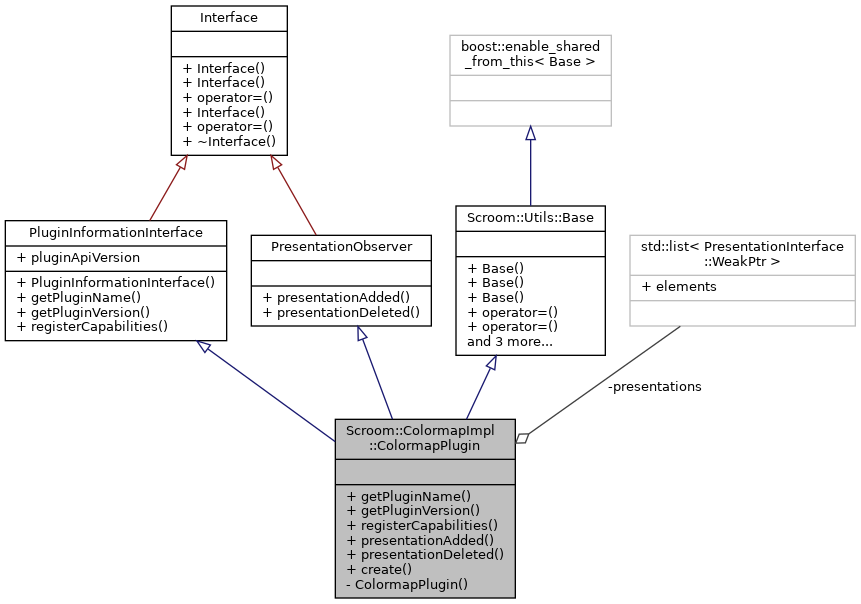 Interface
+ Interface()
+ Interface()
+ operator=()
+ Interface()
+ operator=()
+ ~Interface()
boost::enable_shared
_from_this< Base >
PluginInformationInterface
+ pluginApiVersion
+ PluginInformationInterface()
+ getPluginName()
+ getPluginVersion()
+ registerCapabilities()
PresentationObserver
+ presentationAdded()
+ presentationDeleted()
Scroom::Utils::Base
+ Base()
+ Base()
+ Base()
+ operator=()
+ operator=()
and 3 more...
std::list< PresentationInterface
::WeakPtr >
+ elements
-presentations
Scroom::ColormapImpl
::ColormapPlugin
+ getPluginName()
+ getPluginVersion()
+ registerCapabilities()
+ presentationAdded()
+ presentationDeleted()
+ create()
- ColormapPlugin()